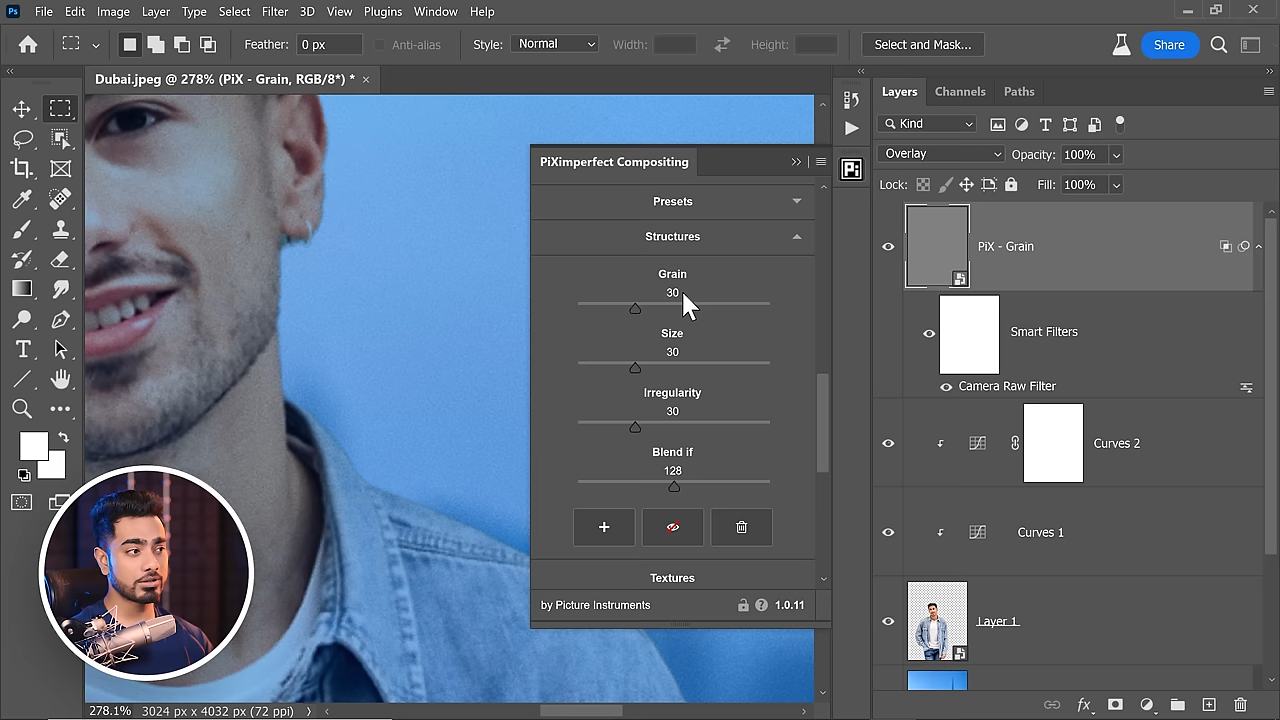 Ps File Edit Image Layer Type Select Filter 3D View Plugins Window Help
Feather: 0 px Anti-alias Style: Normal Width: Height: Select and Mask... Share
Dubai.jpeg @ 278% (PiX - Grain, RGB/8*) * ×
PiXimperfect Compositing
Presets
Structures
Grain
30
Size
30
Irregularity
30
Blend if
128
Textures
by Picture Instruments 1.0.11
278.1% 3024 px x 4032 px (72 ppi)
Pi
Layers Channels Paths
Kind
Overlay Opacity: 100%
Lock: Fill: 100%
PiX - Grain
Smart Filters
Camera Raw Filter
Curves 2
Curves 1
Layer 1
fx